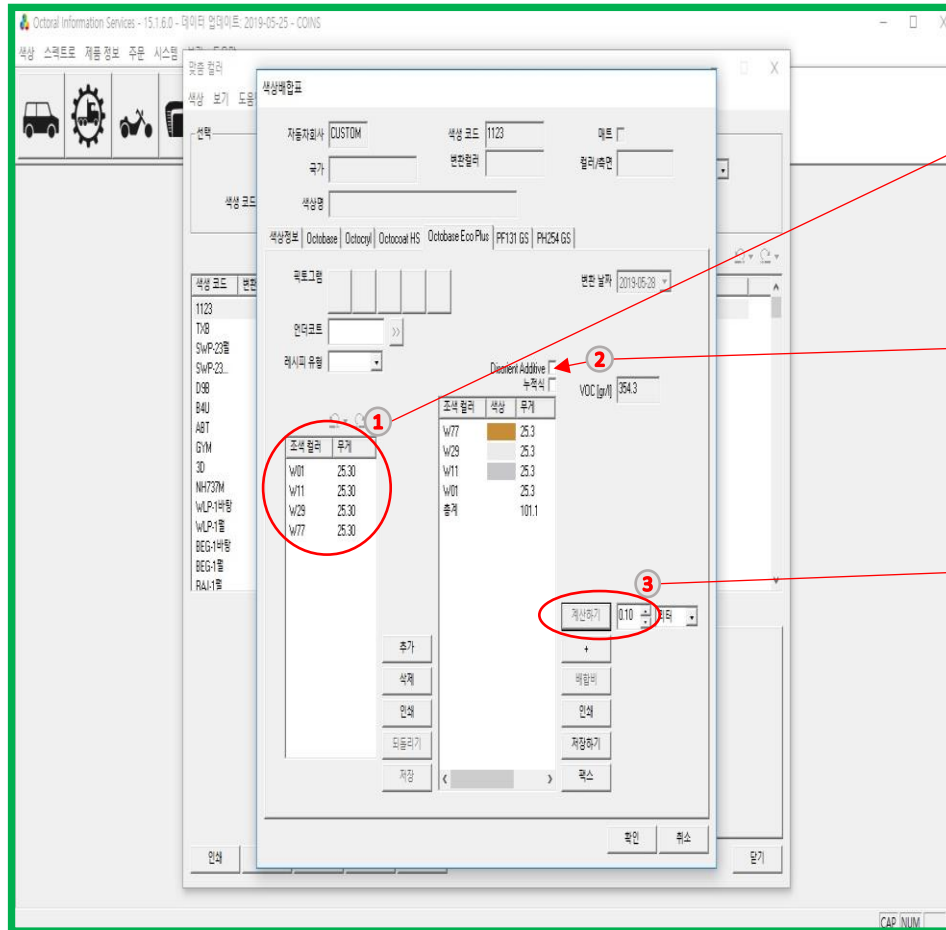 Octoral Information Services - 15.1.6.0 - 데이터 업데이트: 2019-05-25 - COINS
색상 스펙트로 제품 정보 주문 시스템
맞춤 컬러
색상 보기
선택
색생 코드
색생 코드
1123
TXB
SWP-23펄
SWP-23...
D9B
B4U
ABT
GYM
3D
NH737M
WLP-1바탕
WLP-1펄
BEG-1바탕
BEG-1펄
BAJ-1펄
인쇄
닫기
색상배합표
자동차회사 CUSTOM 색생 코드 1123 매트
국가 변환컬러 컬러/측면
색상명
색상정보 Octobase Octocryl Octocoat HS Octobase Eco Plus PF131 GS PH254 GS
픽토그램 변환 날짜 2019-05-28
언더코트 >>
레시피 유형
Disorient Additive ②
누적식 VOC [gr/l] 354.3
①
조색 컬러 무게
W01 25.30
W11 25.30
W29 25.30
W77 25.30
조색 컬러 색상 무게
W77 25.3
W29 25.3
W11 25.3
W01 25.3
총계 101.1
③
계산하기 0.10 리터
추가 +
삭제 배합비
인쇄 인쇄
되돌리기 저장하기
저장 팩스
확인 취소
CAP NUM